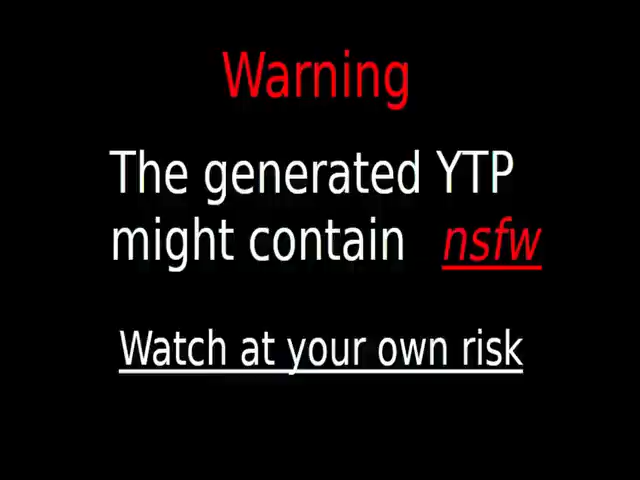 Warning
The generated YTP
might contain nsfw
Watch at your own risk